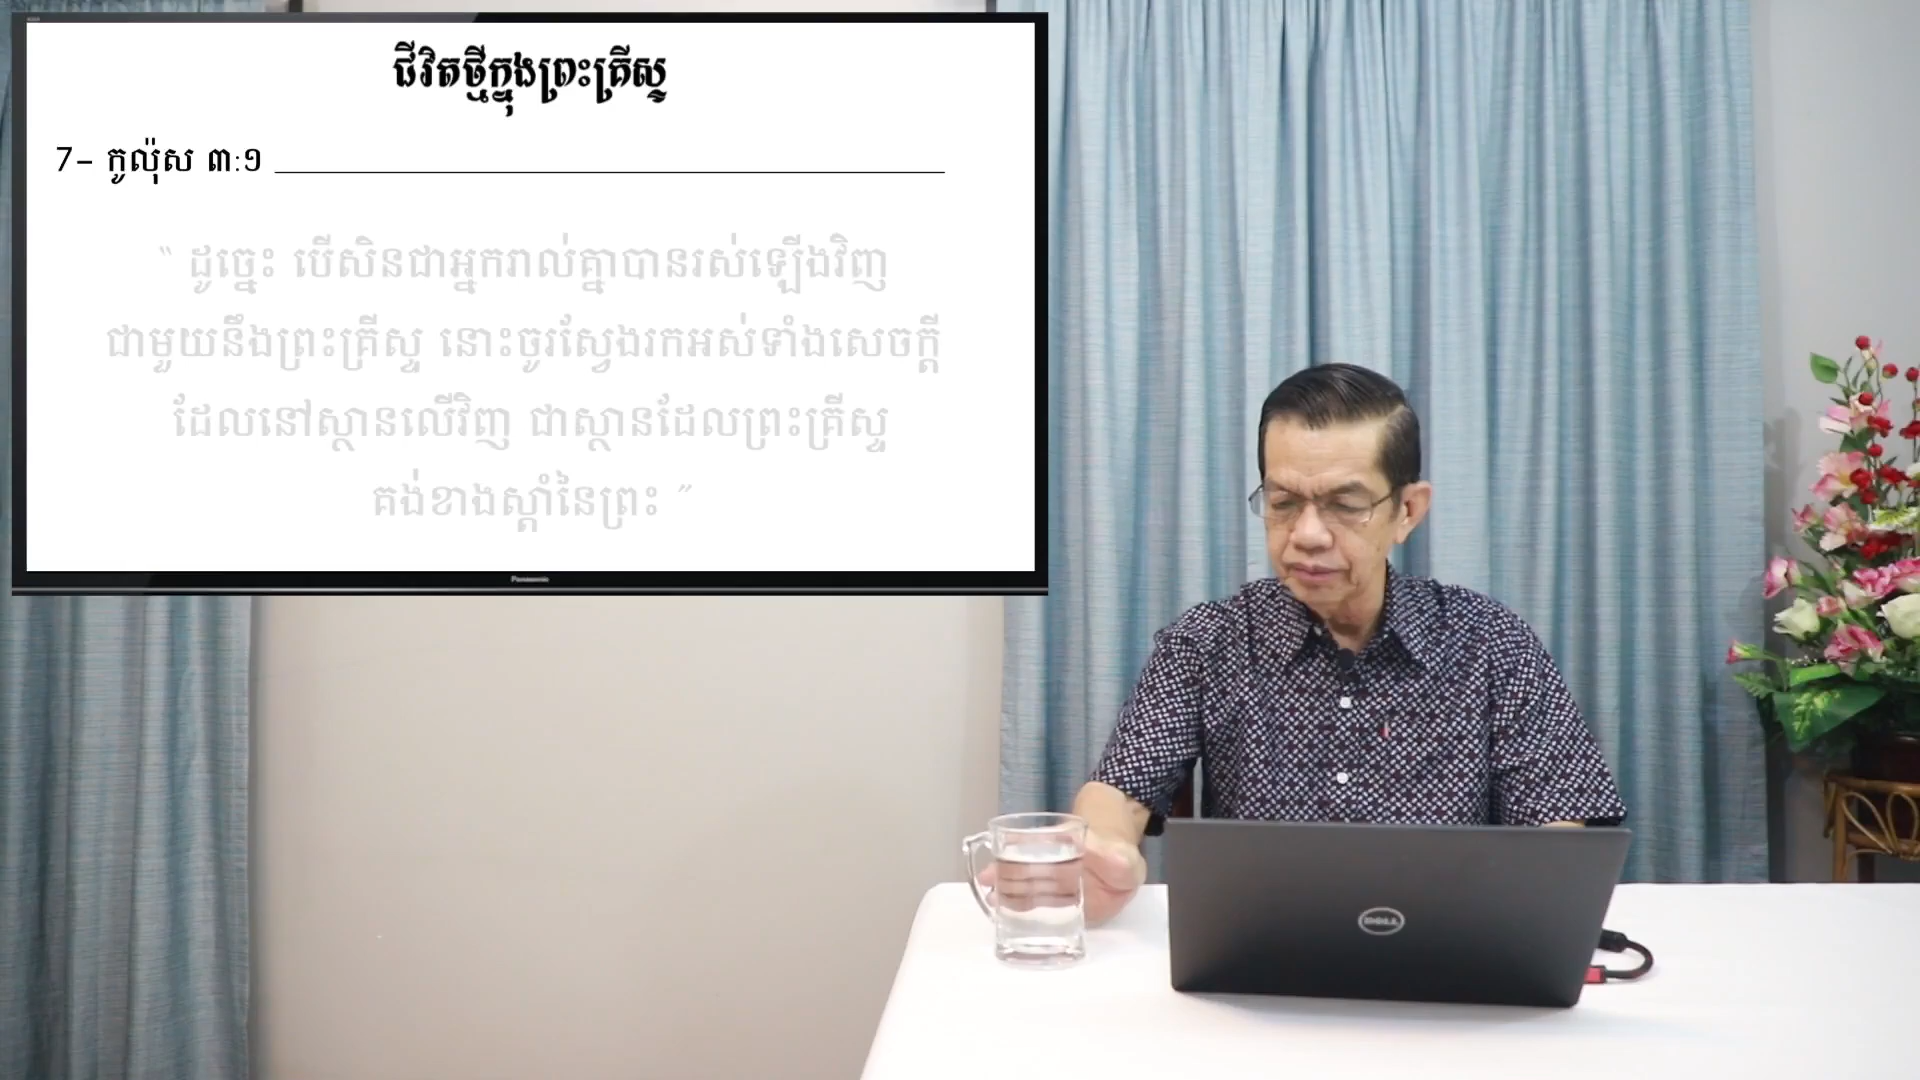 ជីវិតថ្មីក្នុងព្រះគ្រីស្ទ
7- កូល៉ុស ៣:១
“ ដូច្នេះ បើសិនជាអ្នករាល់គ្នាបានរស់ឡើងវិញ
ជាមួយនឹងព្រះគ្រីស្ទ នោះចូរស្វែងរកអស់ទាំងសេចក្ដី
ដែលនៅស្ថានលើវិញ ជាស្ថានដែលព្រះគ្រីស្ទ
គង់ខាងស្ដាំនៃព្រះ ”
Panasonic
DELL